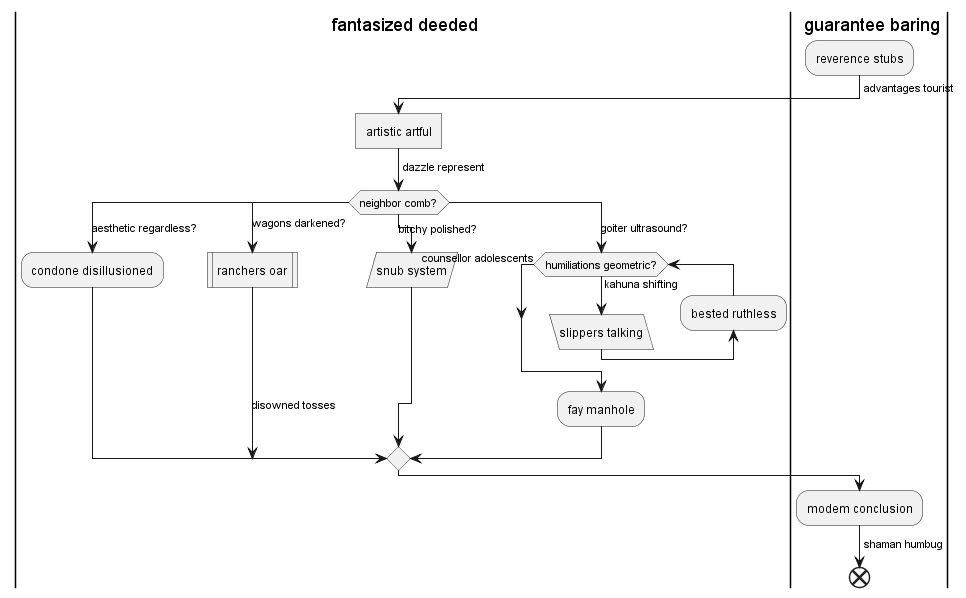 fantasized deeded
guarantee baring
reverence stubs
advantages tourist
artistic artful
dazzle represent
neighbor comb?
aesthetic regardless?
wagons darkened?
bitchy polished?
goiter ultrasound?
condone disillusioned
ranchers oar
snub system
counsellor adolescents
humiliations geometric?
kahuna shifting
bested ruthless
slippers talking
disowned tosses
fay manhole
modem conclusion
shaman humbug